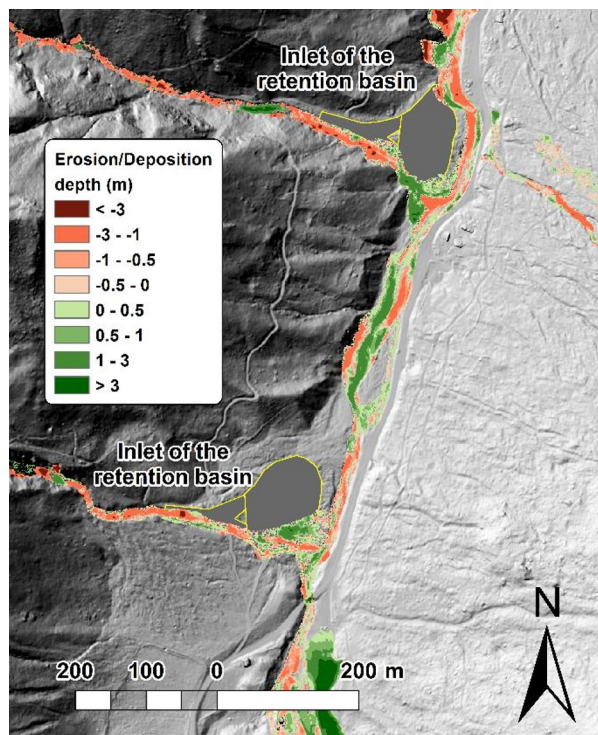 Inlet of the
retention basin
Erosion/Deposition
depth (m)
< -3
-3 - -1
-1 - -0.5
-0.5 - 0
0 - 0.5
0.5 - 1
1 - 3
> 3
Inlet of the
retention basin
N
200 100 0 200 m